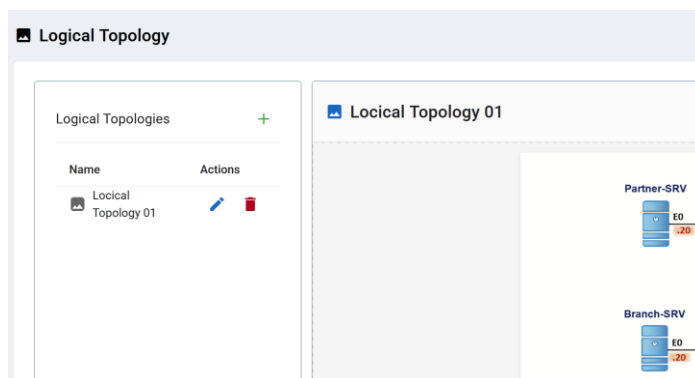 Logical Topology
Logical Topologies
Name Actions
Locical
Topology 01
Locical Topology 01
Partner-SRV
E0
.20
Branch-SRV
E0
.20